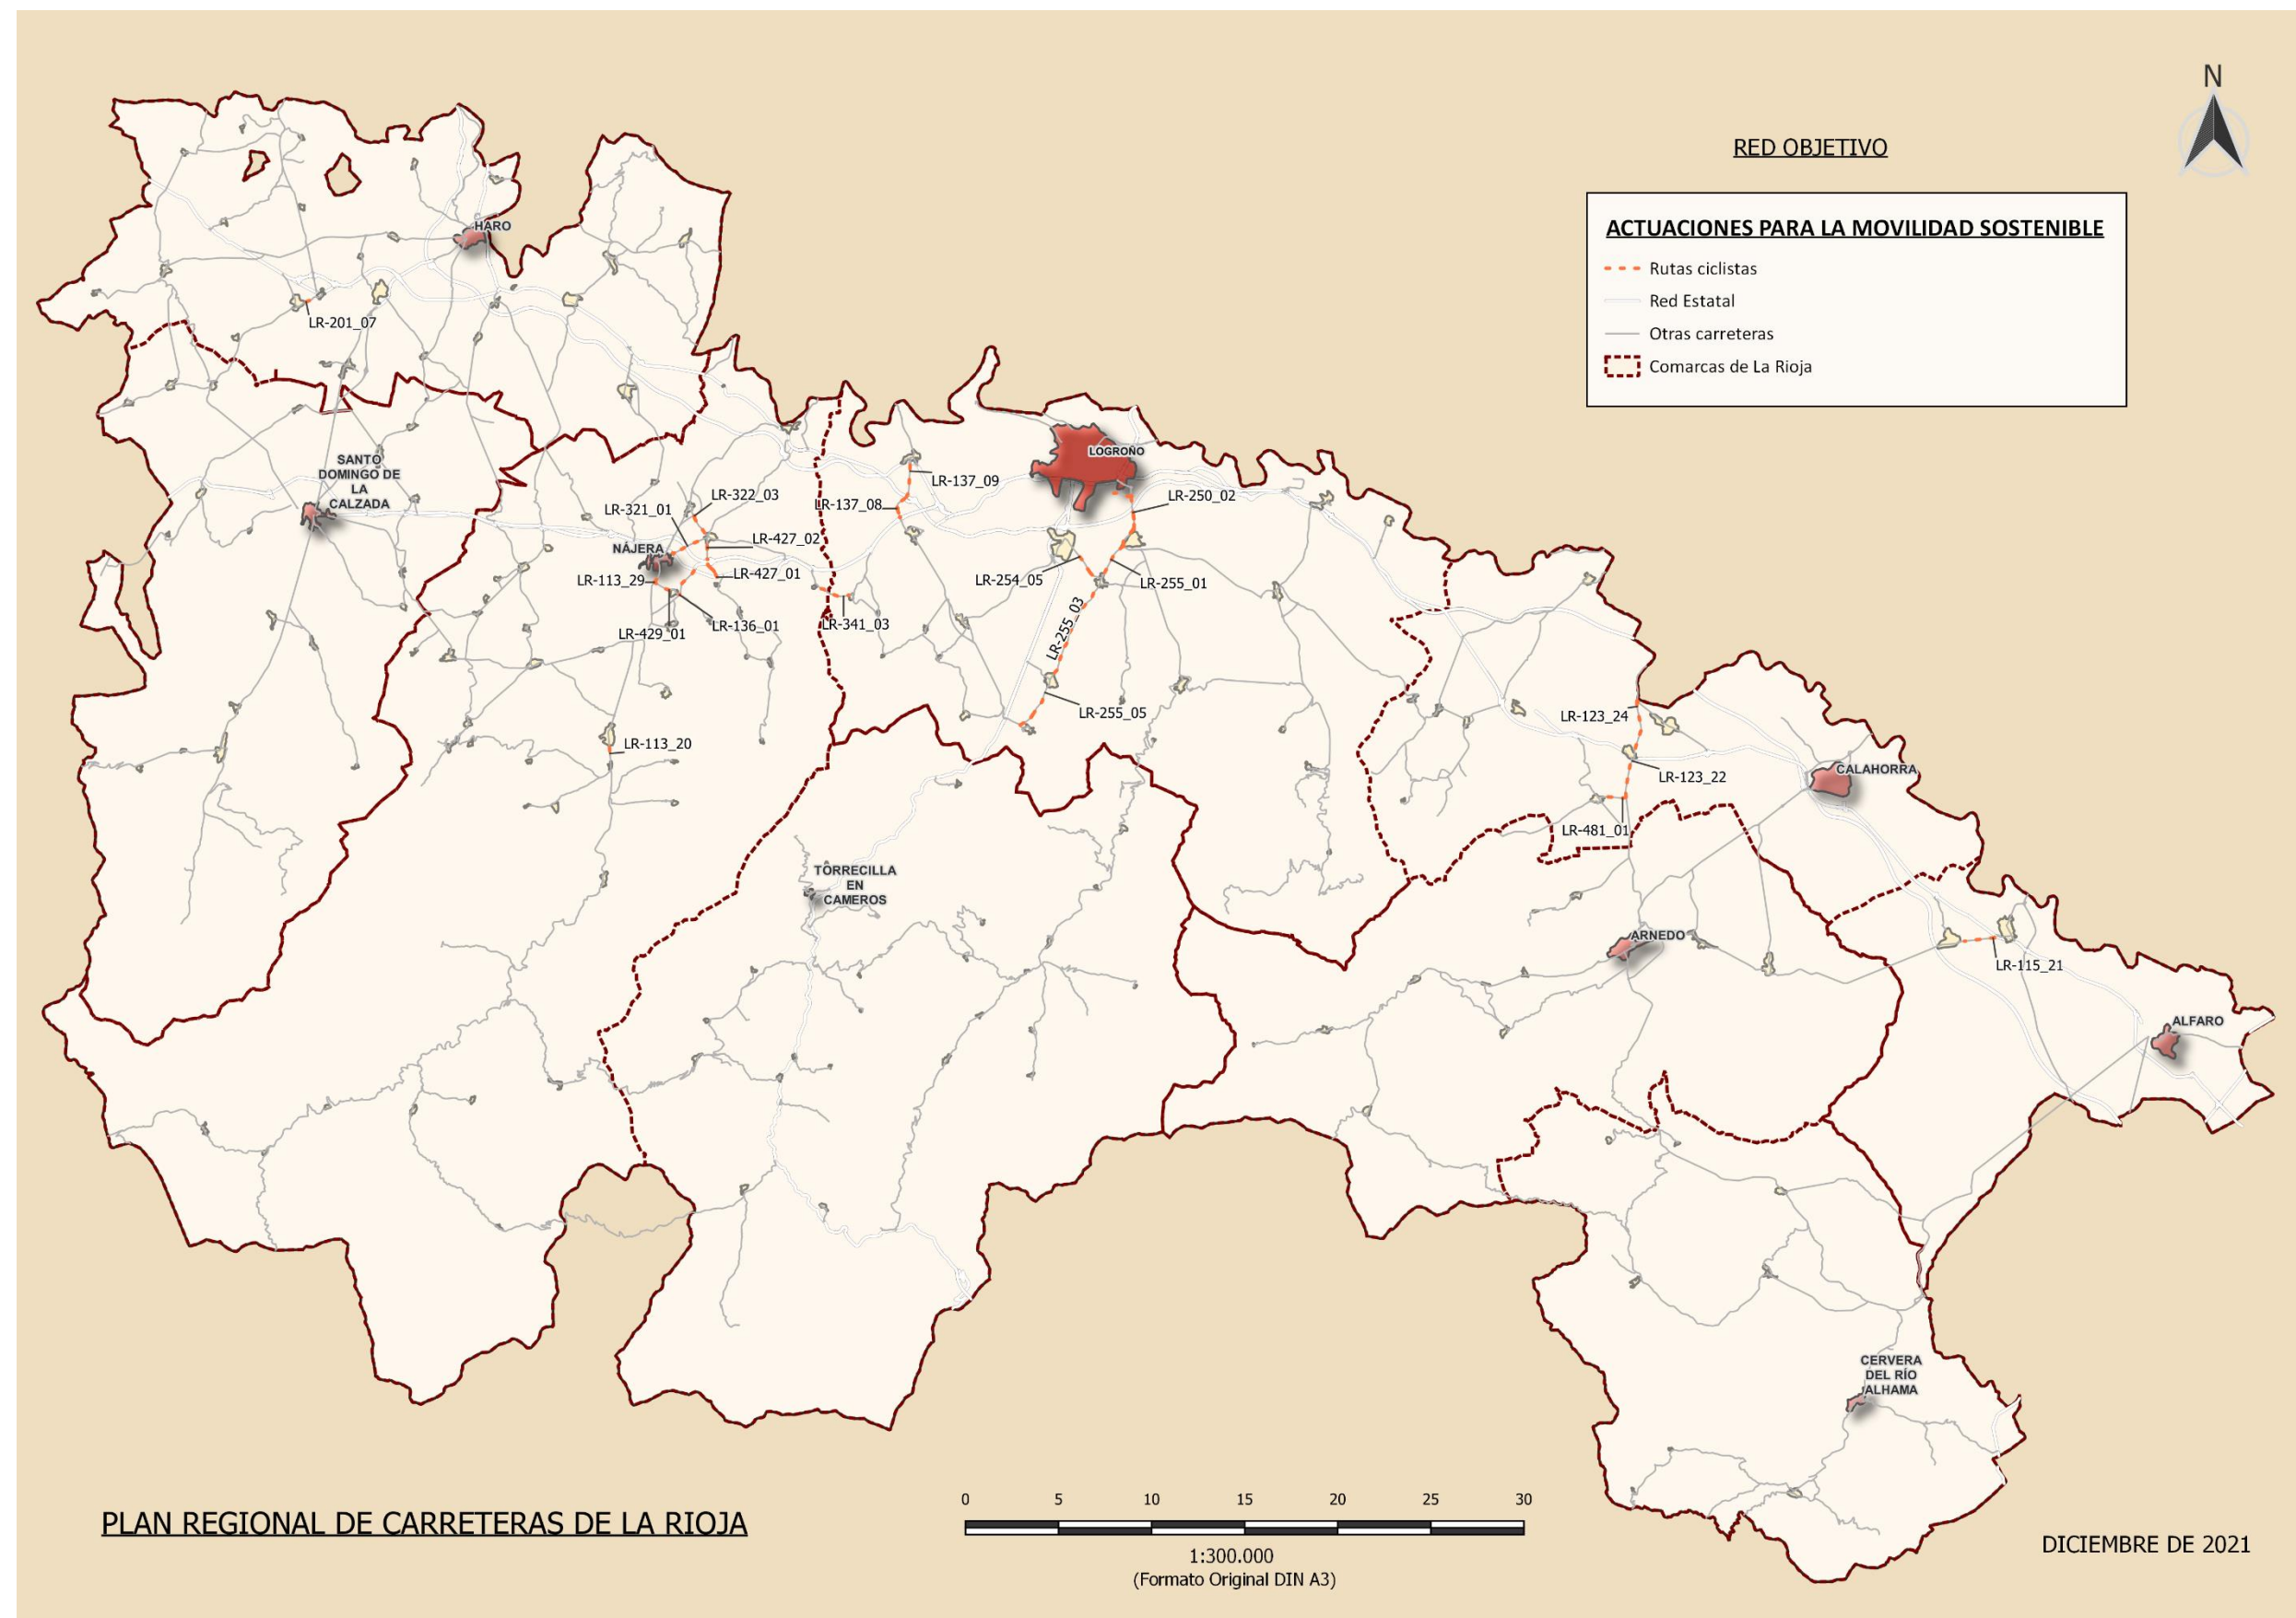 N
RED OBJETIVO
ACTUACIONES PARA LA MOVILIDAD SOSTENIBLE
Rutas ciclistas
Red Estatal
Otras carreteras
Comarcas de La Rioja
HARO
LR-201_07
SANTO
DOMINGO DE
LA
CALZADA
LOGROÑO
LR-137_09
LR-137_08
LR-250_02
LR-322_03
LR-321_01
LR-427_02
NÁJERA
LR-427_01
LR-113_29
LR-254_05
LR-255_01
LR-429_01
LR-136_01
LR-341_03
LR-255_03
LR-255_05
LR-113_20
LR-123_24
LR-123_22
CALAHORRA
LR-481_01
TORRECILLA
EN
CAMEROS
ARNEDO
LR-115_21
ALFARO
CERVERA
DEL RÍO
ALHAMA
PLAN REGIONAL DE CARRETERAS DE LA RIOJA
0 5 10 15 20 25 30
1:300.000
(Formato Original DIN A3)
DICIEMBRE DE 2021